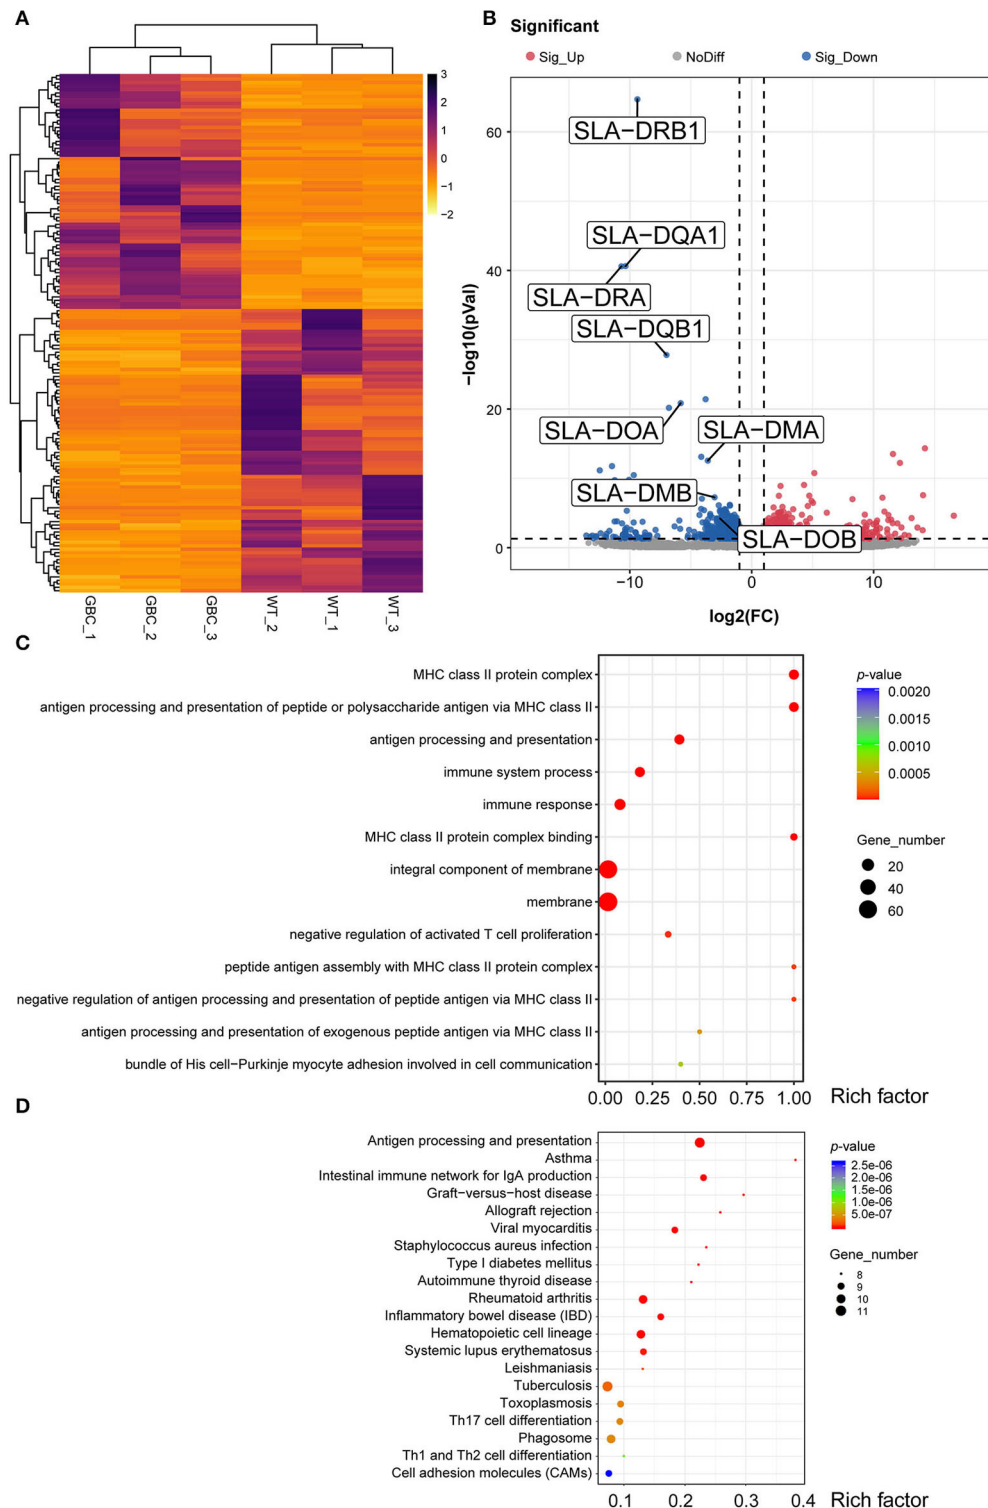 A
3
2
1
0
−1
−2
GBC_1
GBC_2
GBC_3
WT_2
WT_1
WT_3
B
Significant
Sig_Up
NoDiff
Sig_Down
−log10(pVal)
60
40
20
0
SLA−DRB1
SLA−DQA1
SLA−DRA
SLA−DQB1
SLA−DOA
SLA−DMA
SLA−DMB
SLA−DOB
−10
0
10
log2(FC)
C
MHC class II protein complex
antigen processing and presentation of peptide or polysaccharide antigen via MHC class II
antigen processing and presentation
immune system process
immune response
MHC class II protein complex binding
integral component of membrane
membrane
negative regulation of activated T cell proliferation
peptide antigen assembly with MHC class II protein complex
negative regulation of antigen processing and presentation of peptide antigen via MHC class II
antigen processing and presentation of exogenous peptide antigen via MHC class II
bundle of His cell−Purkinje myocyte adhesion involved in cell communication
0.00
0.25
0.50
0.75
1.00
Rich factor
p-value
0.0020
0.0015
0.0010
0.0005
Gene_number
20
40
60
D
Antigen processing and presentation
Asthma
Intestinal immune network for IgA production
Graft−versus−host disease
Allograft rejection
Viral myocarditis
Staphylococcus aureus infection
Type I diabetes mellitus
Autoimmune thyroid disease
Rheumatoid arthritis
Inflammatory bowel disease (IBD)
Hematopoietic cell lineage
Systemic lupus erythematosus
Leishmaniasis
Tuberculosis
Toxoplasmosis
Th17 cell differentiation
Phagosome
Th1 and Th2 cell differentiation
Cell adhesion molecules (CAMs)
0.1
0.2
0.3
0.4
Rich factor
p-value
2.5e-06
2.0e-06
1.5e-06
1.0e-06
5.0e-07
Gene_number
8
9
10
11